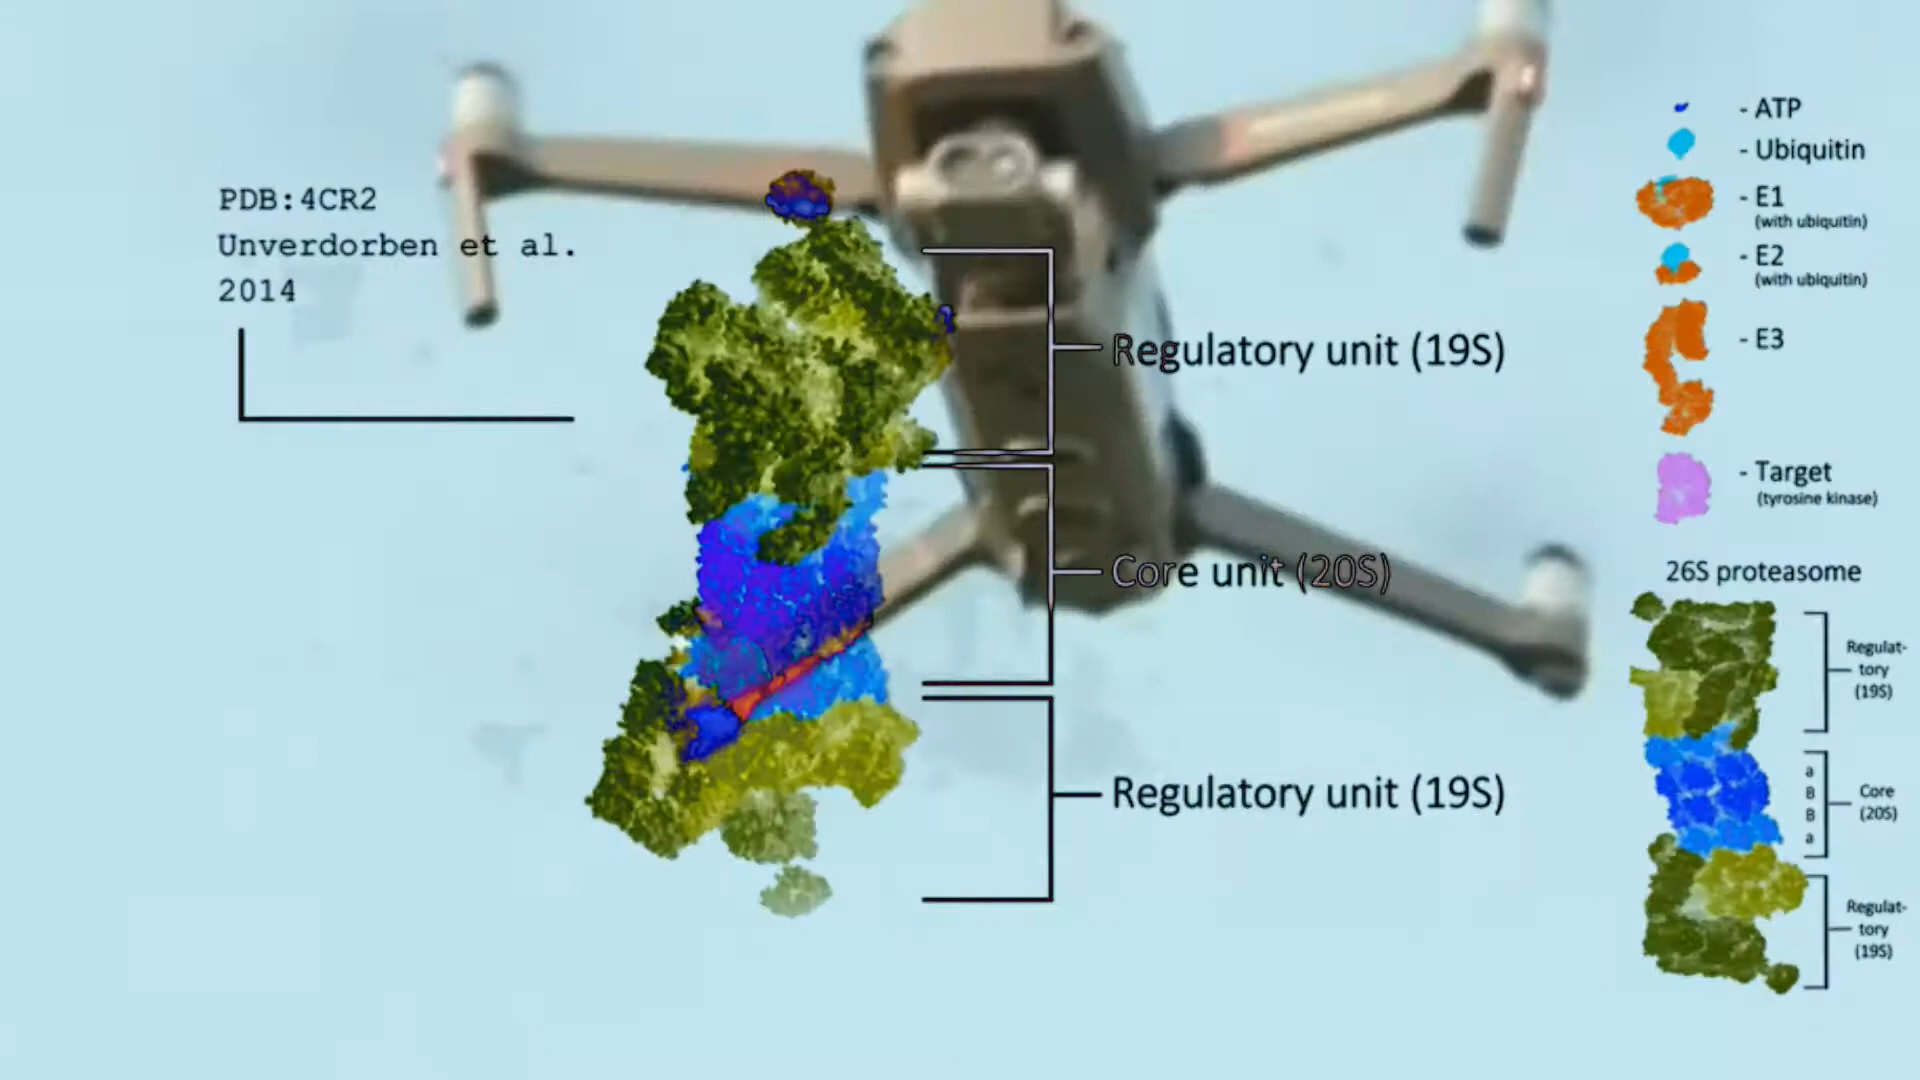 PDB:4CR2
Unverdorben et al.
2014
Regulatory unit (19S)
Core unit (20S)
Regulatory unit (19S)
- ATP
- Ubiquitin
- E1
(with ubiquitin)
- E2
(with ubiquitin)
- E3
- Target
(tyrosine kinase)
26S proteasome
Regulat-
tory
(19S)
a
B
B
a
Core
(20S)
Regulat-
tory
(19S)